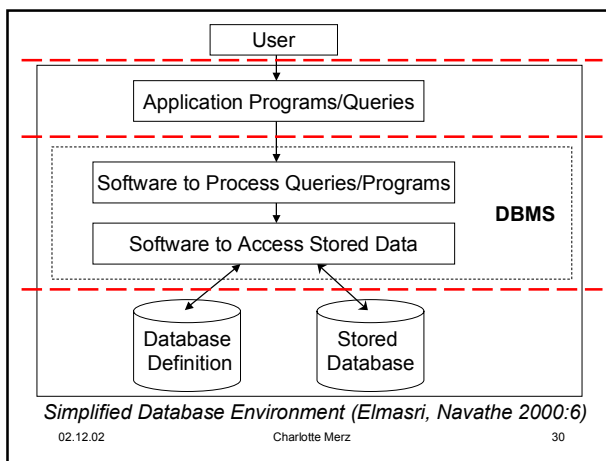 User
Application Programs/Queries
Software to Process Queries/Programs
DBMS
Software to Access Stored Data
Database
Definition
Stored
Database
Simplified Database Environment (Elmasri, Navathe 2000:6)
02.12.02
Charlotte Merz
30